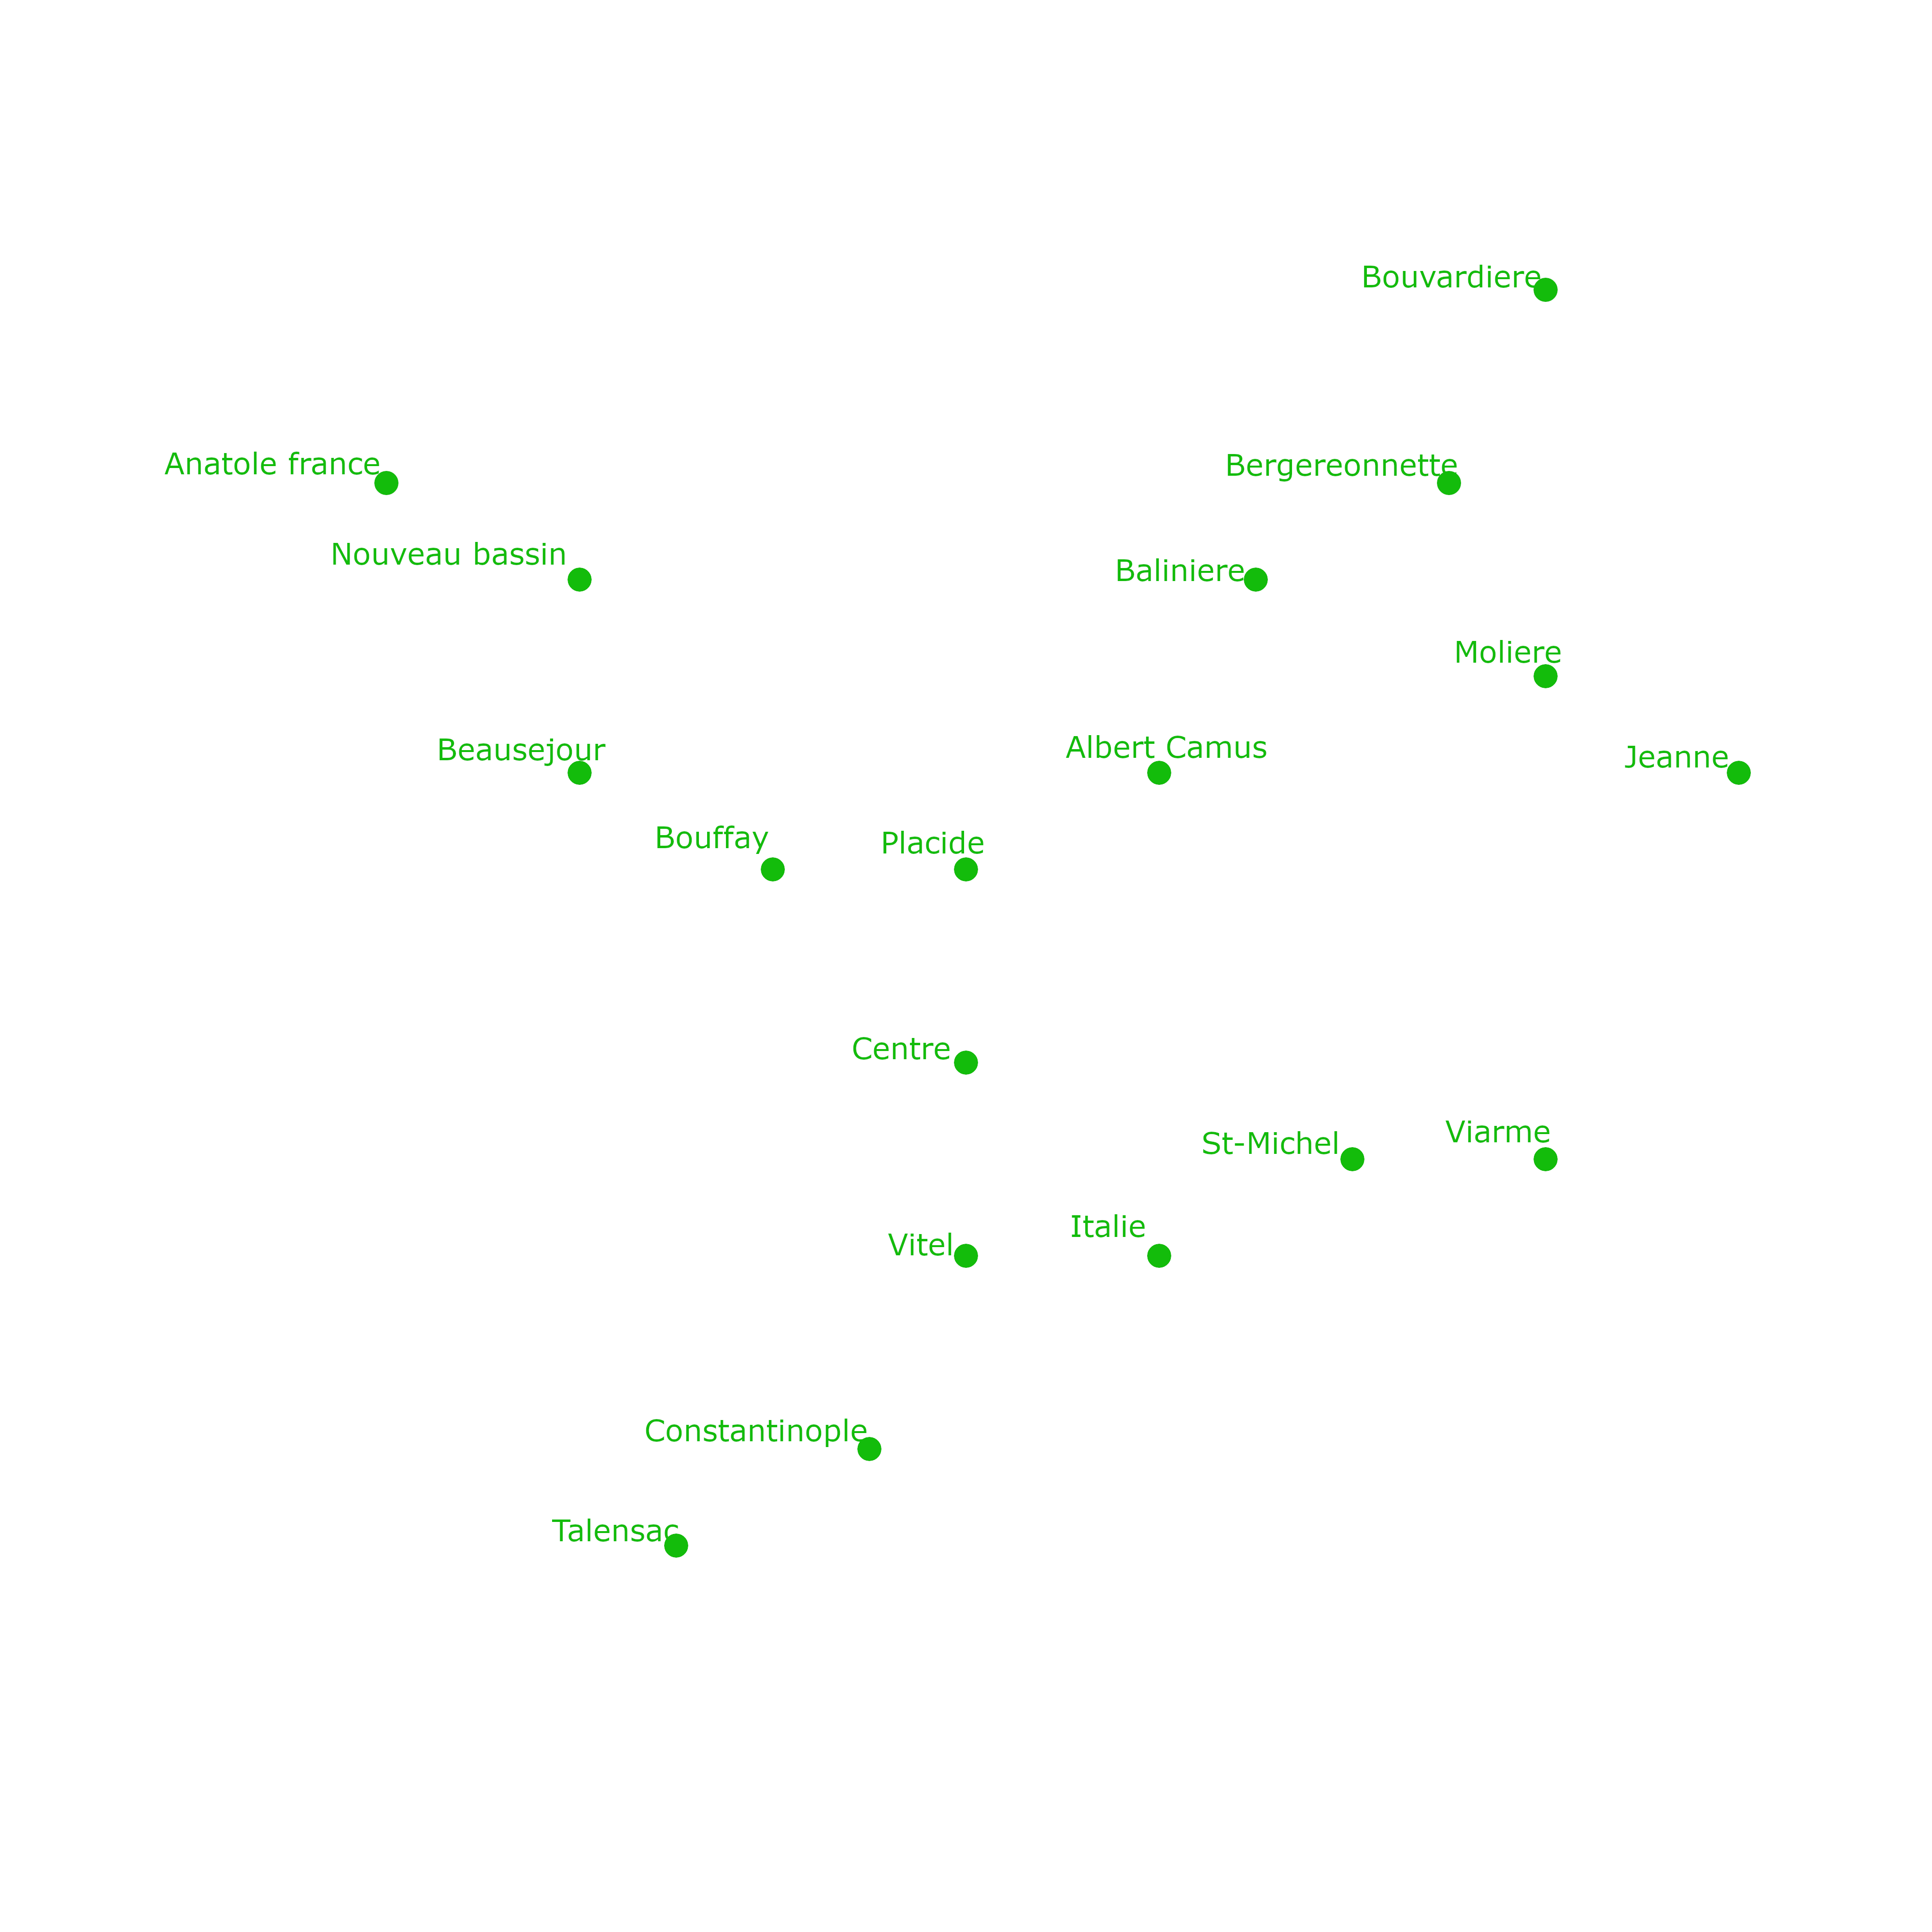 Bouvardiere
Anatole france
Bergereonnette
Nouveau bassin
Baliniere
Moliere
Beausejour
Albert Camus
Jeanne
Bouffay
Placide
Centre
St-Michel
Viarme
Vitel
Italie
Constantinople
Talensac